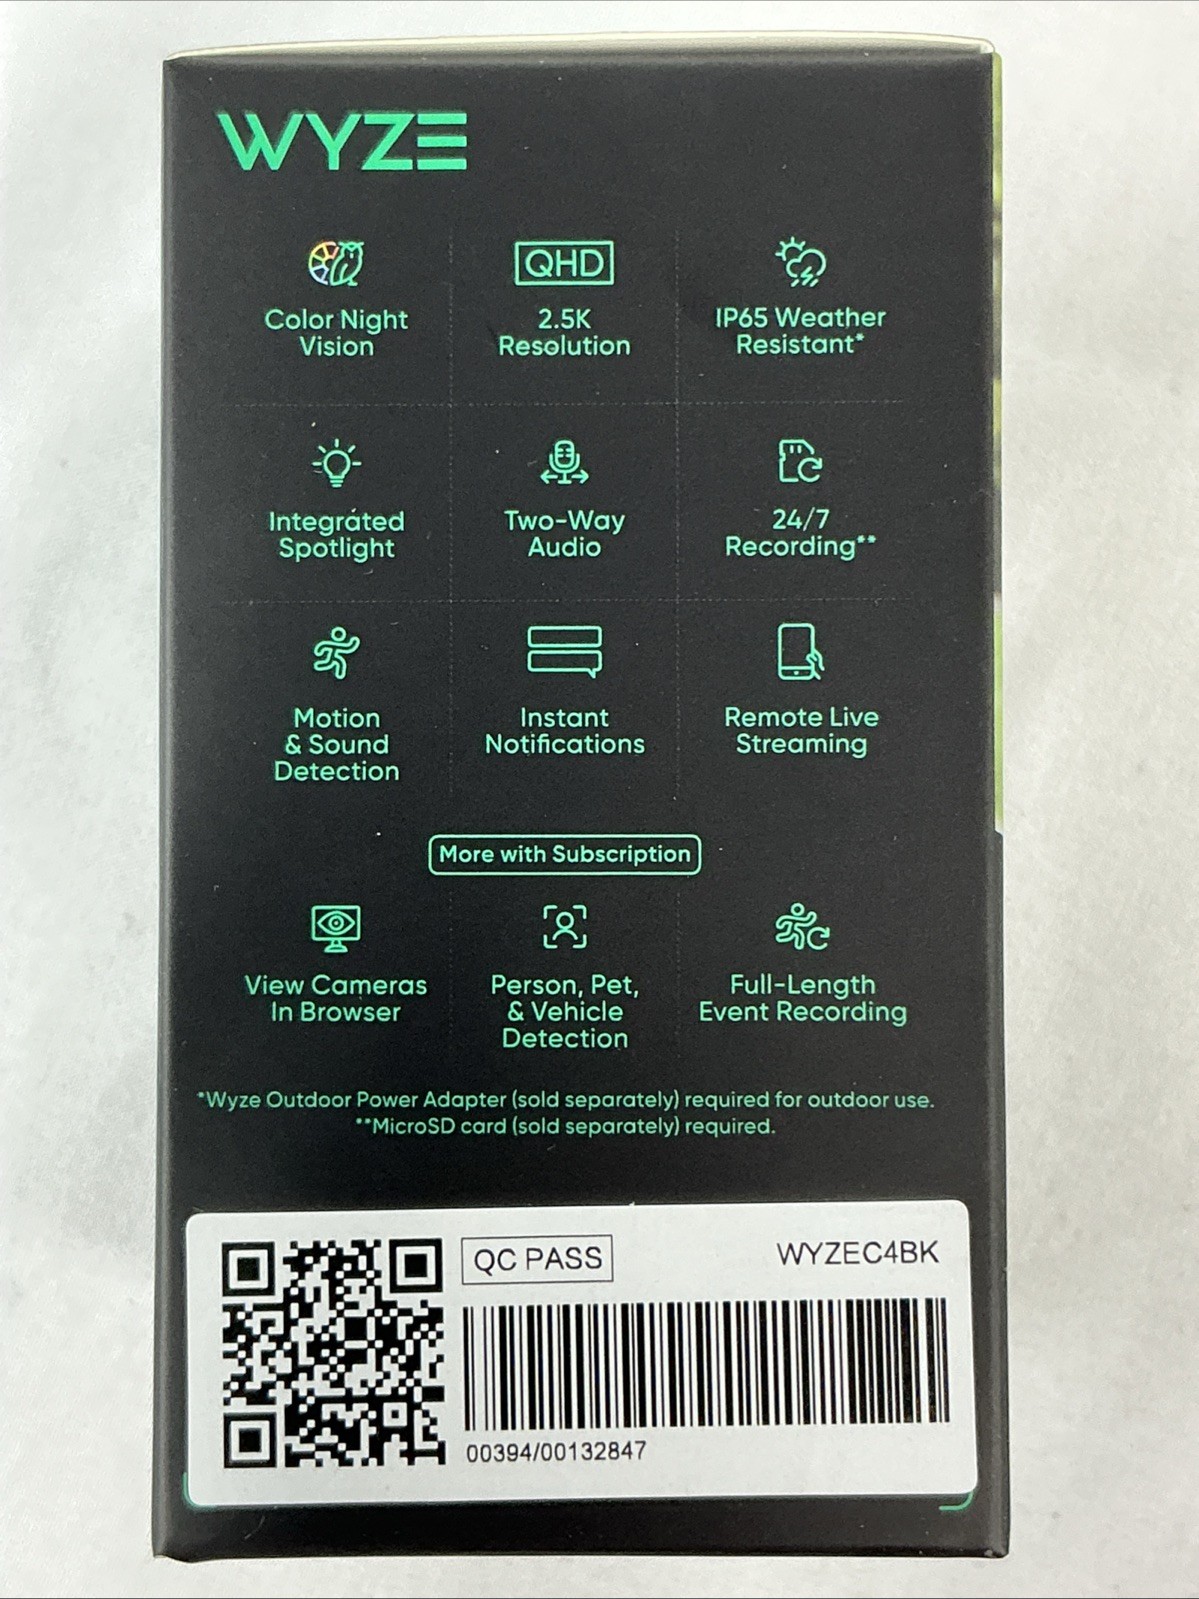 WYZE
Color Night
Vision
QHD
2.5K
Resolution
IP65 Weather
Resistant*
Integrated
Spotlight
Two-Way
Audio
24/7
Recording**
Motion
& Sound
Detection
Instant
Notifications
Remote Live
Streaming
More with Subscription
View Cameras
In Browser
Person, Pet,
& Vehicle
Detection
Full-Length
Event Recording
*Wyze Outdoor Power Adapter (sold separately) required for outdoor use.
**MicroSD card (sold separately) required.
QC PASS
WYZEC4BK
00394/00132847